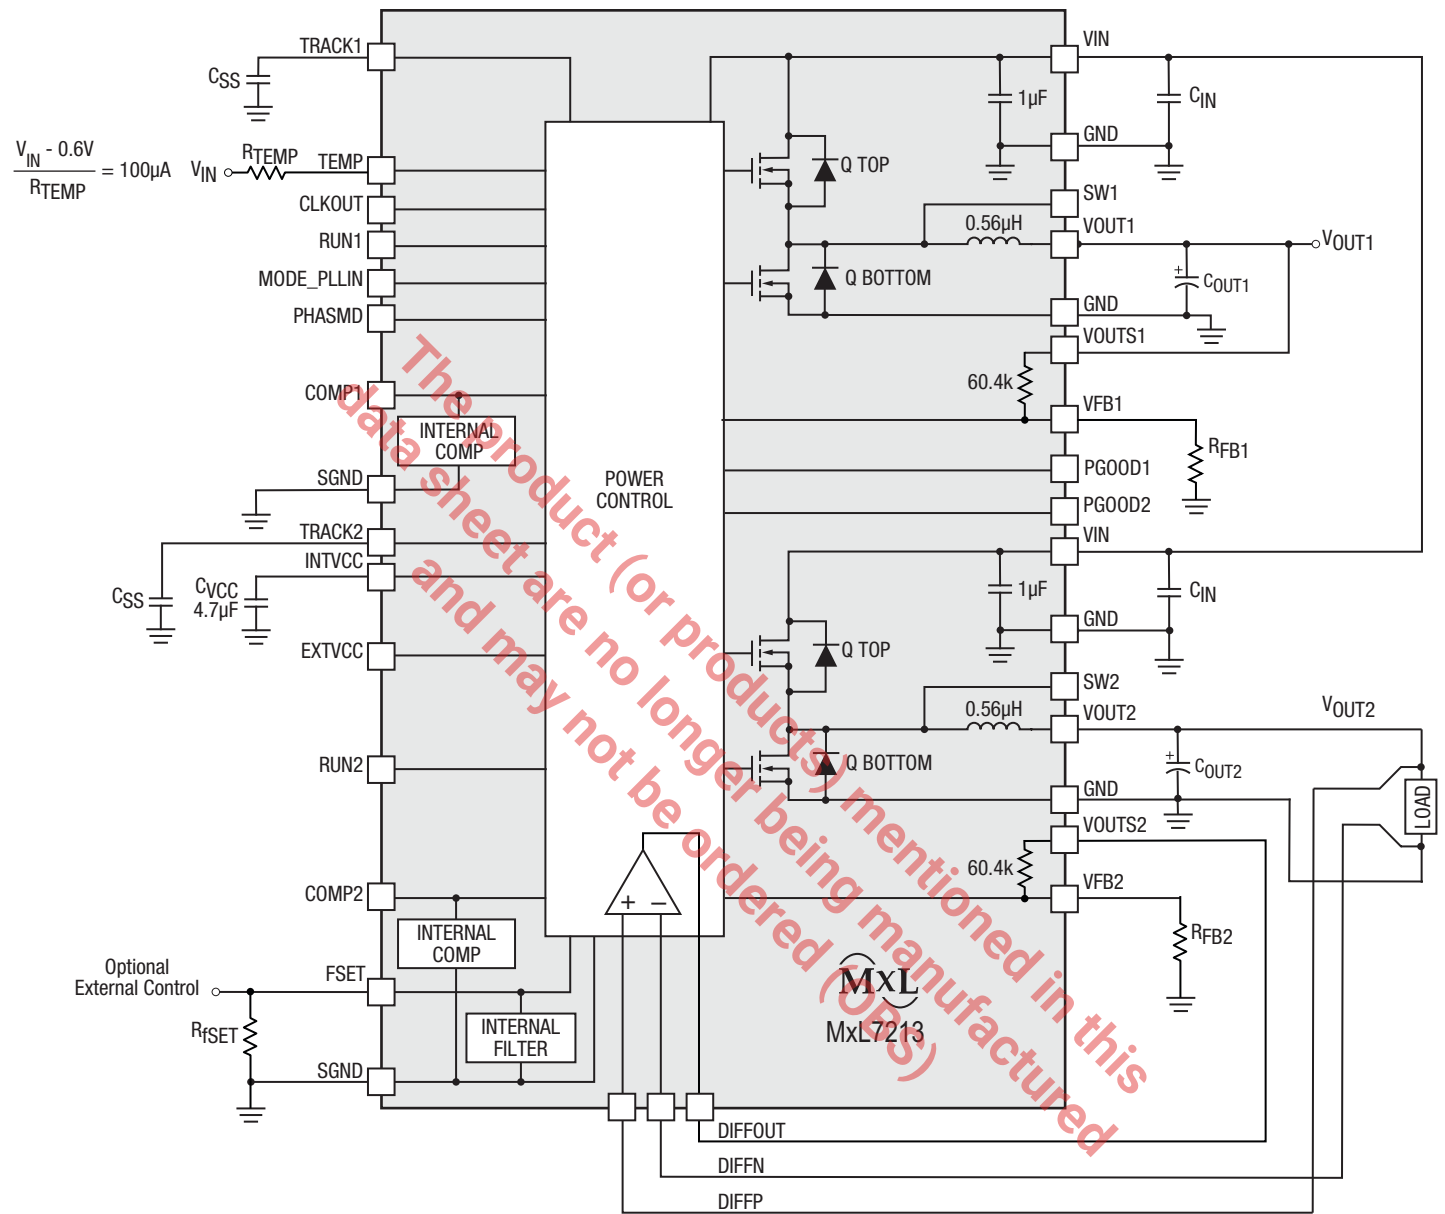 TRACK1
CSS
VIN - 0.6V
RTEMP
= 100µA
VIN
RTEMP
TEMP
CLKOUT
RUN1
MODE_PLLIN
PHASMD
COMP1
INTERNAL
COMP
SGND
TRACK2
INTVCC
CSS
CVCC
4.7µF
EXTVCC
RUN2
COMP2
INTERNAL
COMP
Optional
External Control
FSET
RfSET
INTERNAL
FILTER
SGND
POWER
CONTROL
+ –
VIN
1µF
CIN
GND
Q TOP
SW1
0.56µH
VOUT1
VOUT1
Q BOTTOM
+
COUT1
GND
VOUTS1
60.4k
VFB1
RFB1
PGOOD1
PGOOD2
VIN
1µF
CIN
GND
Q TOP
SW2
0.56µH
VOUT2
VOUT2
Q BOTTOM
+
COUT2
GND
LOAD
VOUTS2
60.4k
VFB2
RFB2
MxL
MxL7213
DIFFOUT
DIFFN
DIFFP
The product (or products) mentioned in this
data sheet are no longer being manufactured
and may not be ordered (OBS)